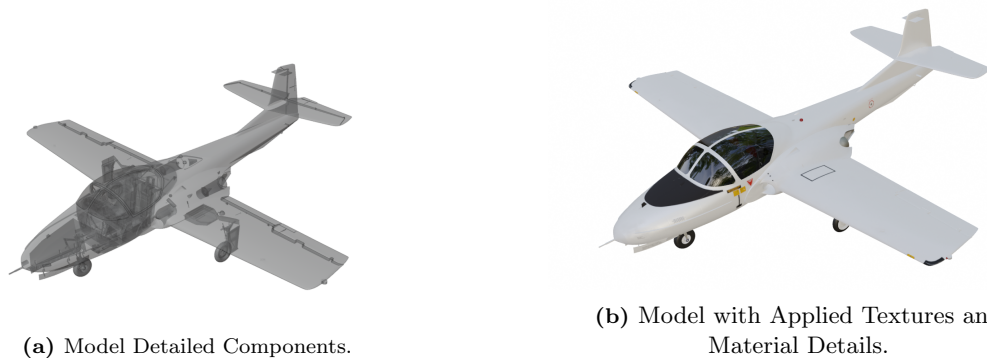 (a) Model Detailed Components.
(b) Model with Applied Textures an
Material Details.